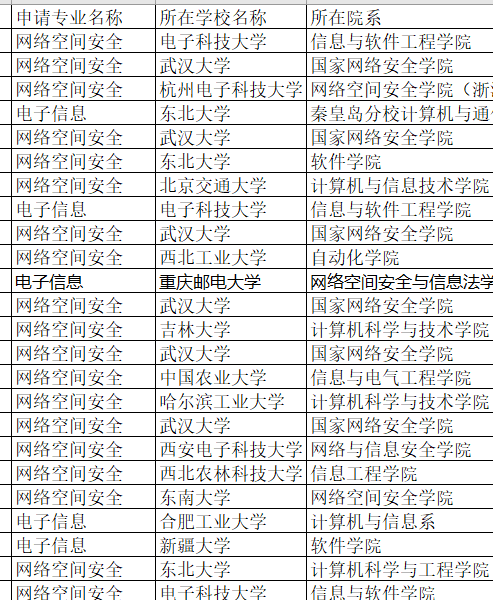 申请专业名称 所在学校名称 所在院系
网络空间安全 电子科技大学 信息与软件工程学院
网络空间安全 武汉大学 国家网络安全学院
网络空间安全 杭州电子科技大学 网络空间安全学院（浙
电子信息 东北大学 秦皇岛分校计算机与通
网络空间安全 武汉大学 国家网络安全学院
网络空间安全 东北大学 软件学院
网络空间安全 北京交通大学 计算机与信息技术学院
电子信息 电子科技大学 信息与软件工程学院
网络空间安全 武汉大学 国家网络安全学院
网络空间安全 西北工业大学 自动化学院
电子信息 重庆邮电大学 网络空间安全与信息法学
网络空间安全 武汉大学 国家网络安全学院
网络空间安全 吉林大学 计算机科学与技术学院
网络空间安全 武汉大学 国家网络安全学院
网络空间安全 中国农业大学 信息与电气工程学院
网络空间安全 哈尔滨工业大学 计算机科学与技术学院
网络空间安全 武汉大学 国家网络安全学院
网络空间安全 西安电子科技大学 网络与信息安全学院
网络空间安全 西北农林科技大学 信息工程学院
网络空间安全 东南大学 网络空间安全学院
电子信息 合肥工业大学 计算机与信息系
电子信息 新疆大学 软件学院
网络空间安全 东北大学 计算机科学与工程学院
网络空间安全 电子科技大学 信息与软件学院